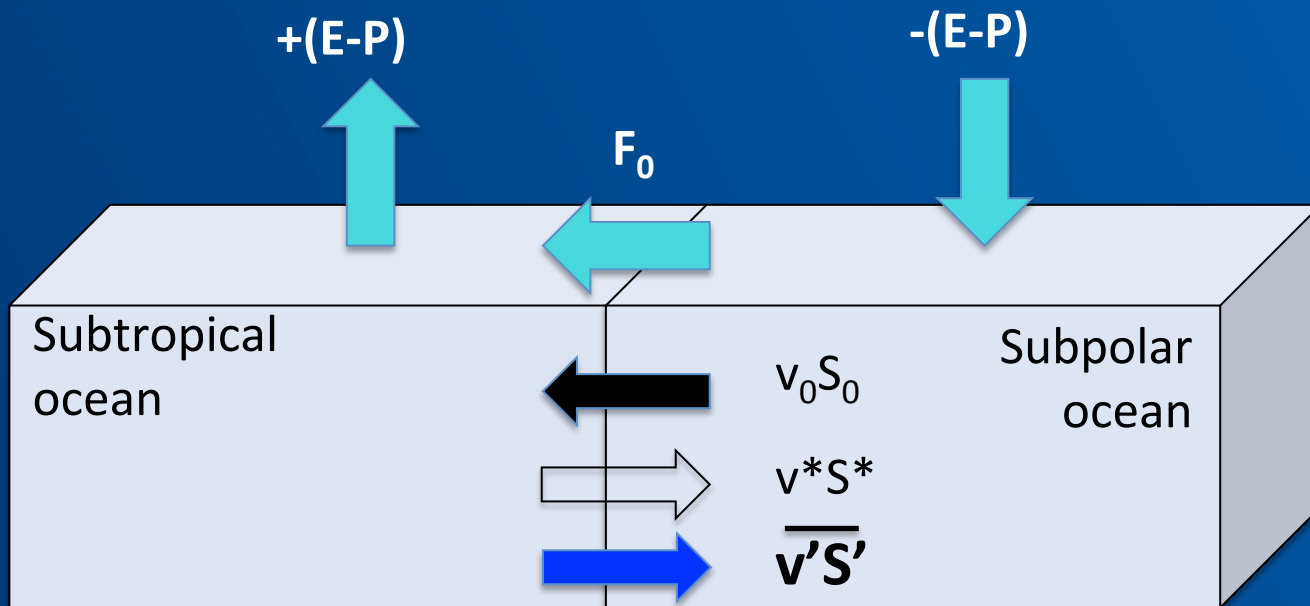 +(E-P)
-(E-P)
F₀
Subtropical
ocean
Subpolar
ocean
v₀S₀
v*S*
v̅’̅S̅’̅